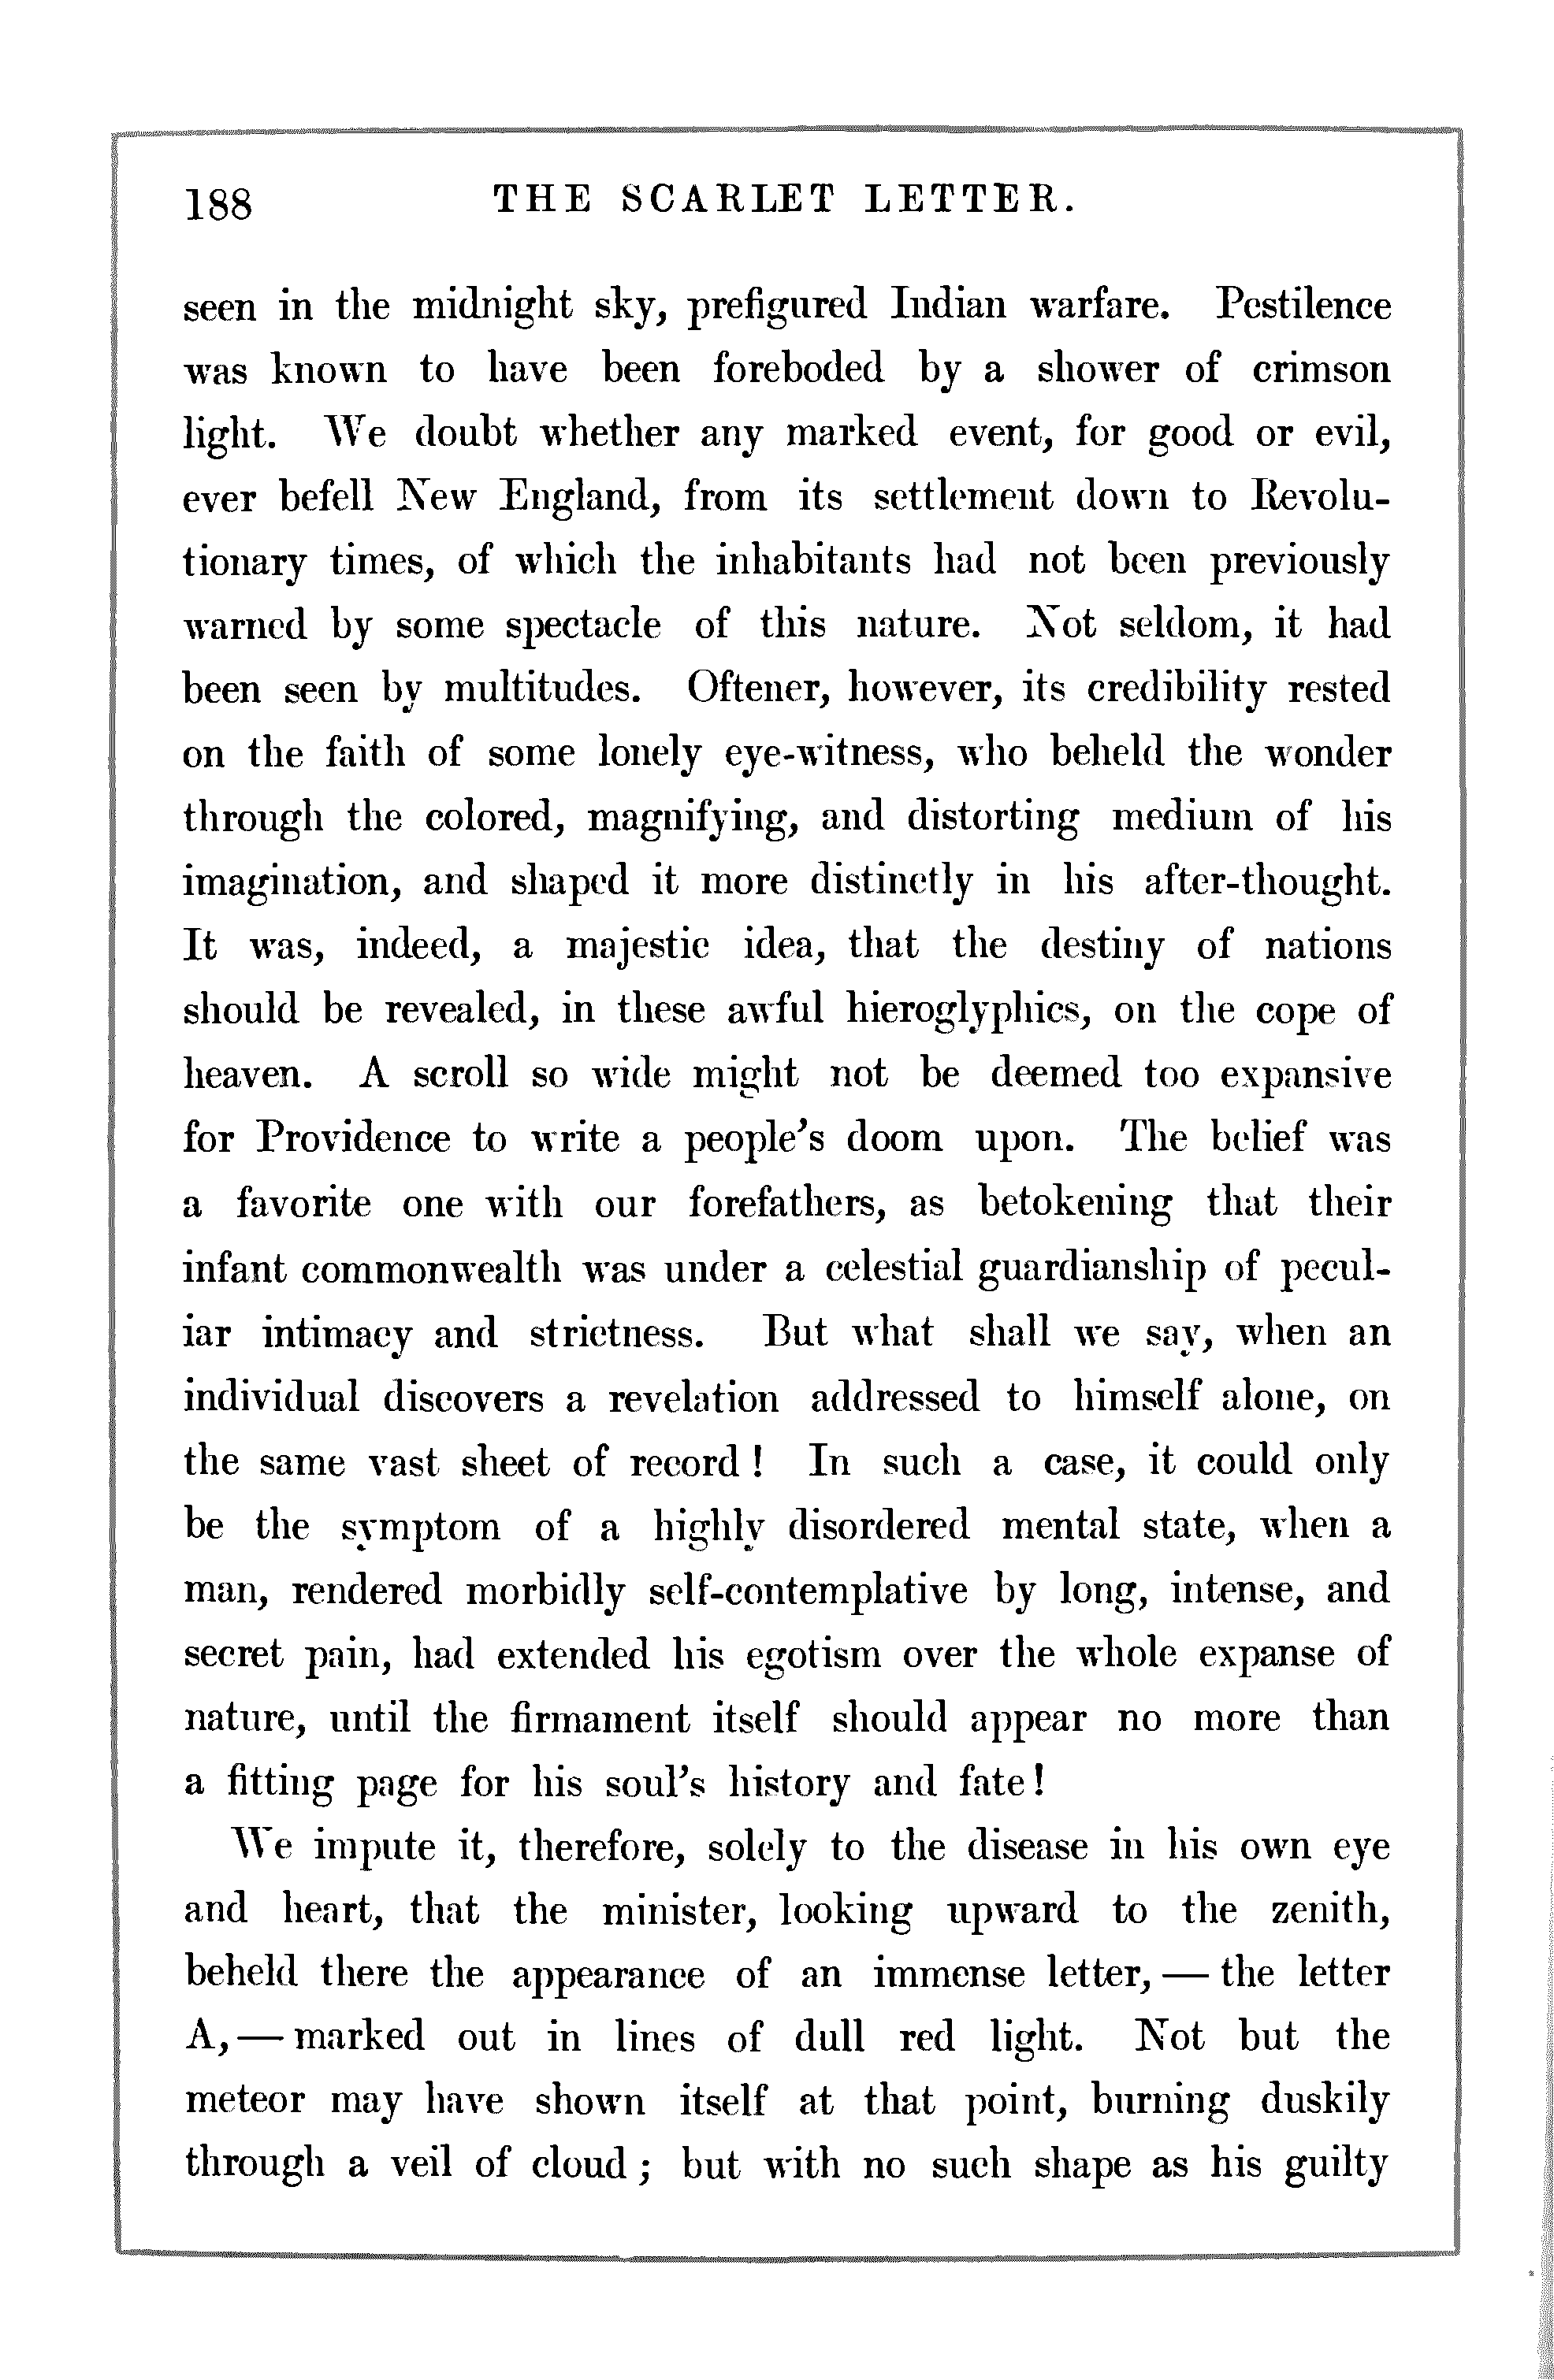 188 THE SCARLET LETTER.
seen in the midnight sky, prefigured Indian warfare. Pestilence
was known to have been foreboded by a shower of crimson
light. We doubt whether any marked event, for good or evil,
ever befell New England, from its settlement down to Revolu-
tionary times, of which the inhabitants had not been previously
warned by some spectacle of this nature. Not seldom, it had
been seen by multitudes. Oftener, however, its credibility rested
on the faith of some lonely eye-witness, who beheld the wonder
through the colored, magnifying, and distorting medium of his
imagination, and shaped it more distinctly in his after-thought.
It was, indeed, a majestic idea, that the destiny of nations
should be revealed, in these awful hieroglyphics, on the cope of
heaven. A scroll so wide might not be deemed too expansive
for Providence to write a people's doom upon. The belief was
a favorite one with our forefathers, as betokening that their
infant commonwealth was under a celestial guardianship of pecul-
iar intimacy and strictness. But what shall we say, when an
individual discovers a revelation addressed to himself alone, on
the same vast sheet of record! In such a case, it could only
be the symptom of a highly disordered mental state, when a
man, rendered morbidly self-contemplative by long, intense, and
secret pain, had extended his egotism over the whole expanse of
nature, until the firmament itself should appear no more than
a fitting page for his soul's history and fate!
We impute it, therefore, solely to the disease in his own eye
and heart, that the minister, looking upward to the zenith,
beheld there the appearance of an immense letter, — the letter
A, — marked out in lines of dull red light. Not but the
meteor may have shown itself at that point, burning duskily
through a veil of cloud; but with no such shape as his guilty